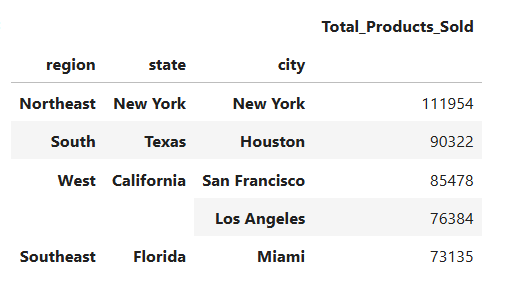 Total_Products_Sold
region state city
Northeast New York New York 111954
South Texas Houston 90322
West California San Francisco 85478
Los Angeles 76384
Southeast Florida Miami 73135